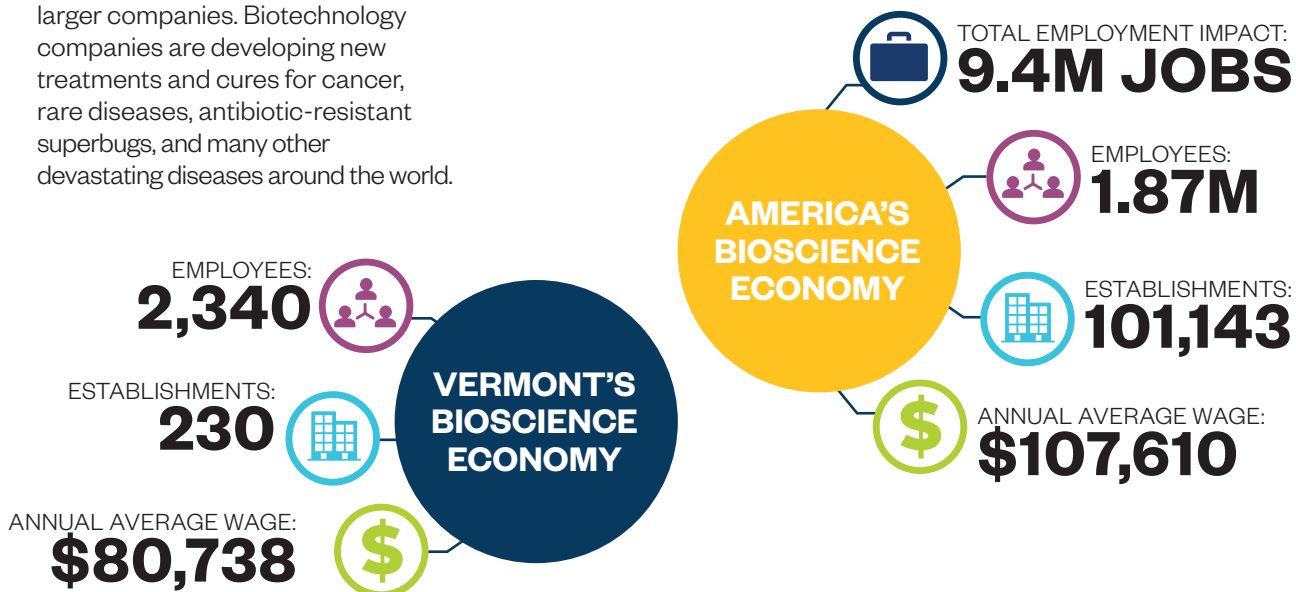 larger companies. Biotechnology
companies are developing new
treatments and cures for cancer,
rare diseases, antibiotic-resistant
superbugs, and many other
devastating diseases around the world.
TOTAL EMPLOYMENT IMPACT:
9.4M JOBS
EMPLOYEES:
1.87M
AMERICA'S
BIOSCIENCE
ECONOMY
ESTABLISHMENTS:
101,143
ANNUAL AVERAGE WAGE:
$107,610
EMPLOYEES:
2,340
ESTABLISHMENTS:
230
VERMONT'S
BIOSCIENCE
ECONOMY
ANNUAL AVERAGE WAGE:
$80,738
$
$